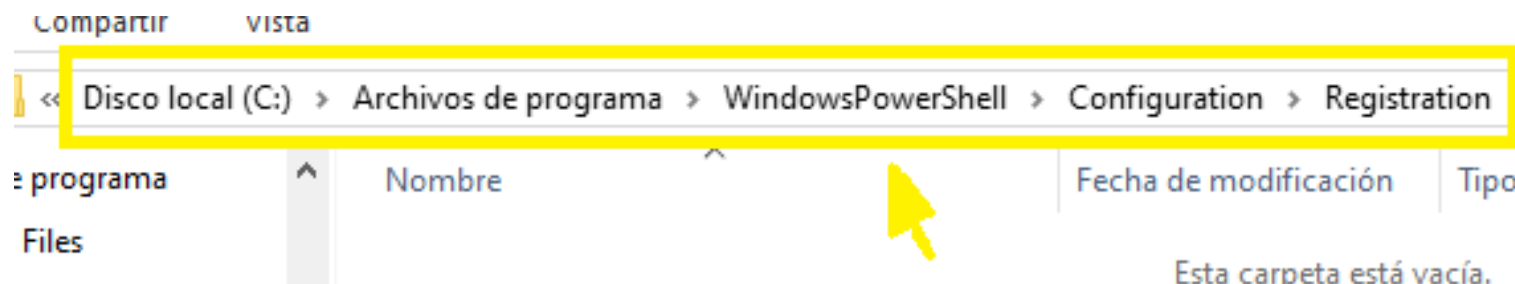 Compartir Vista
« Disco local (C:) > Archivos de programa > WindowsPowerShell > Configuration > Registration
e programa Nombre Fecha de modificación Tipo
Files
Esta carpeta está vacía.